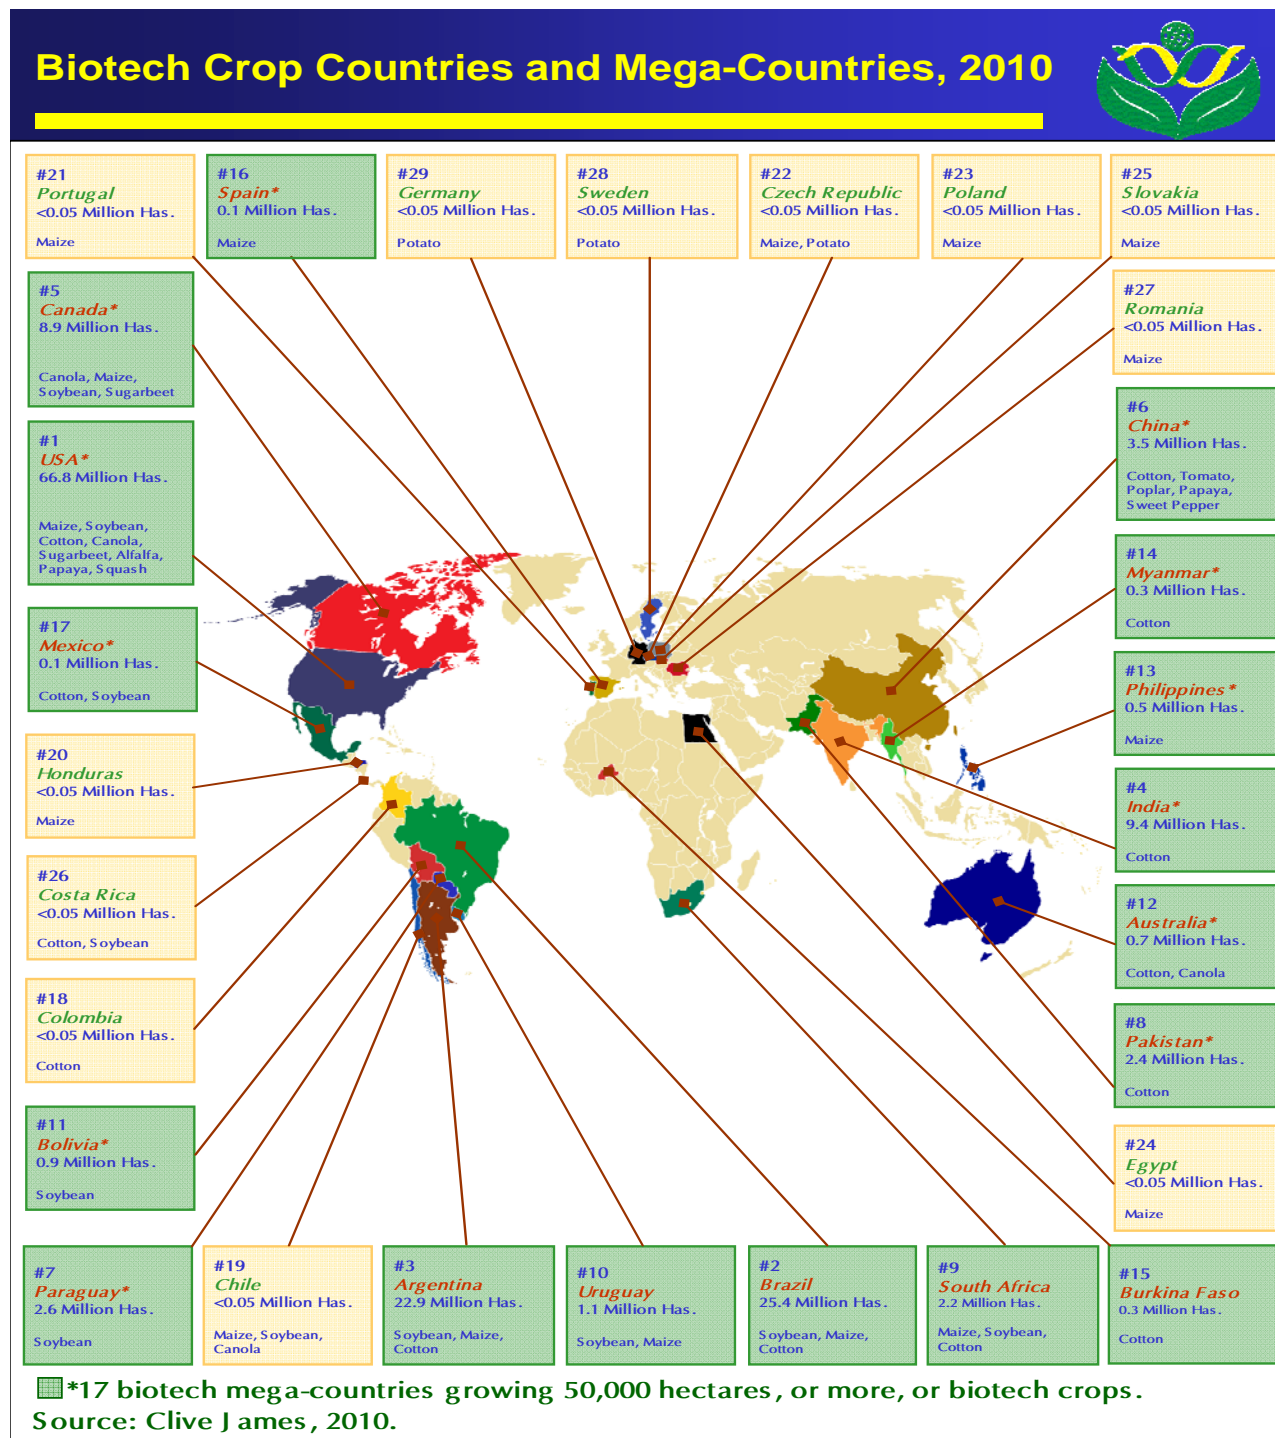 Biotech Crop Countries and Mega-Countries, 2010
#21
Portugal
<0.05 Million Has.
Maize
#16
Spain*
0.1 Million Has.
Maize
#29
Germany
<0.05 Million Has.
Potato
#28
Sweden
<0.05 Million Has.
Potato
#22
Czech Republic
<0.05 Million Has.
Maize, Potato
#23
Poland
<0.05 Million Has.
Maize
#25
Slovakia
<0.05 Million Has.
Maize
#5
Canada*
8.9 Million Has.
Canola, Maize,
Soybean, Sugarbeet
#1
USA*
66.8 Million Has.
Maize, Soybean,
Cotton, Canola,
Sugarbeet, Alfalfa,
Papaya, Squash
#17
Mexico*
0.1 Million Has.
Cotton, Soybean
#20
Honduras
<0.05 Million Has.
Maize
#26
Costa Rica
<0.05 Million Has.
Cotton, Soybean
#18
Colombia
<0.05 Million Has.
Cotton
#11
Bolivia*
0.9 Million Has.
Soybean
#27
Romania
<0.05 Million Has.
Maize
#6
China*
3.5 Million Has.
Cotton, Tomato,
Poplar, Papaya,
Sweet Pepper
#14
Myanmar*
0.3 Million Has.
Cotton
#13
Philippines*
0.5 Million Has.
Maize
#4
India*
9.4 Million Has.
Cotton
#12
Australia*
0.7 Million Has.
Cotton, Canola
#8
Pakistan*
2.4 Million Has.
Cotton
#24
Egypt
<0.05 Million Has.
Maize
#7
Paraguay*
2.6 Million Has.
Soybean
#19
Chile
<0.05 Million Has.
Maize, Soybean,
Canola
#3
Argentina
22.9 Million Has.
Soybean, Maize,
Cotton
#10
Uruguay
1.1 Million Has.
Soybean, Maize
#2
Brazil
25.4 Million Has.
Soybean, Maize,
Cotton
#9
South Africa
2.2 Million Has.
Maize, Soybean,
Cotton
#15
Burkina Faso
0.3 Million Has.
Cotton
*17 biotech mega-countries growing 50,000 hectares, or more, or biotech crops.
Source: Clive James, 2010.